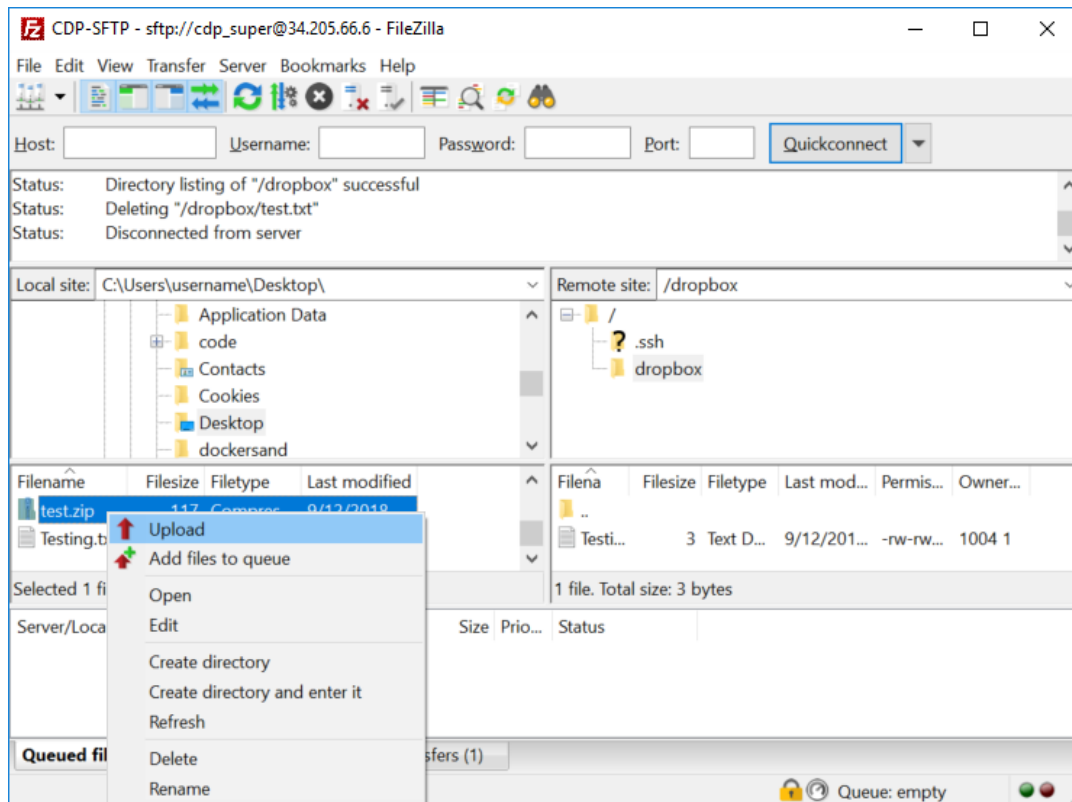 CDP-SFTP - sftp://cdp_super@34.205.66.6 - FileZilla
File Edit View Transfer Server Bookmarks Help
Host: Username: Password: Port: Quickconnect
Status: Directory listing of "/dropbox" successful
Status: Deleting "/dropbox/test.txt"
Status: Disconnected from server
Local site: C:\Users\username\Desktop\ Remote site: /dropbox
Application Data /
code .ssh
Contacts dropbox
Cookies
Desktop
dockersand
Filename Filesize Filetype Last modified Filena Filesize Filetype Last mod... Permis... Owner...
test.zip 117 Compres... 9/12/2018 ..
Testing.t Testi... 3 Text D... 9/12/201... -rw-rw... 1004 1
Upload
Add files to queue
Selected 1 fi 1 file. Total size: 3 bytes
Open
Edit
Server/Loca Size Prio... Status
Create directory
Create directory and enter it
Refresh
Queued fil sfers (1)
Delete
Rename
Queue: empty